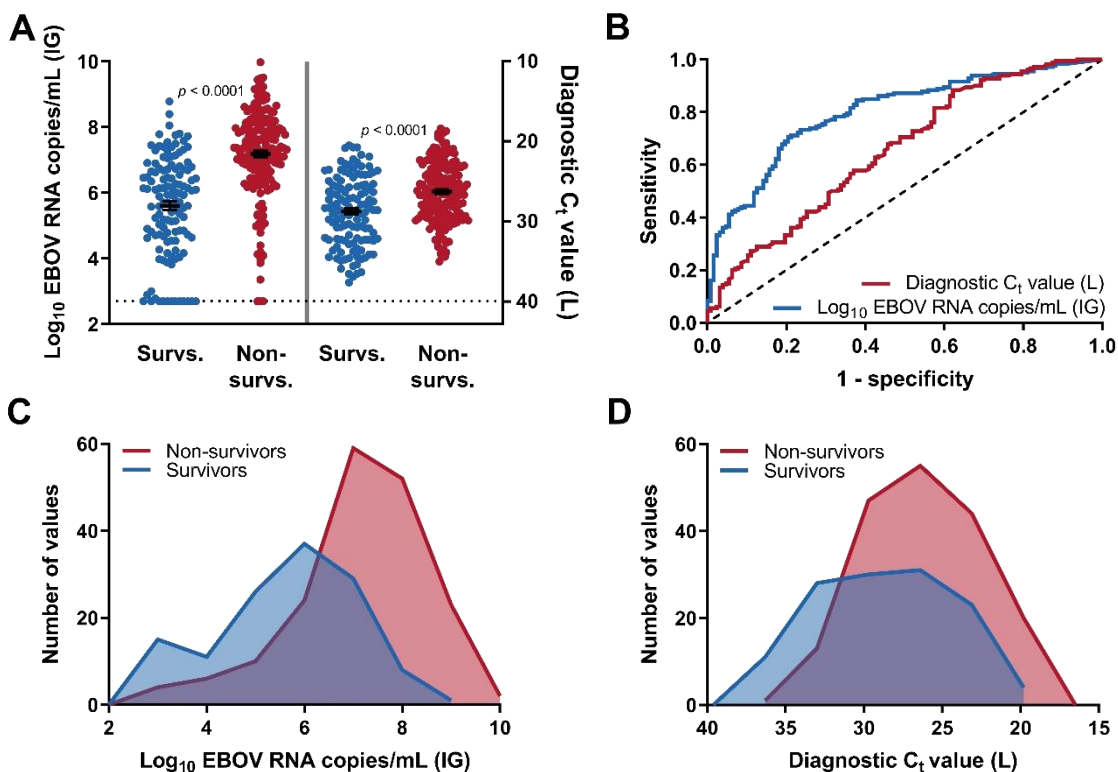 A
Log₁₀ EBOV RNA copies/mL (IG)
10
8
6
4
2
p < 0.0001
p < 0.0001
10
20
30
40
Diagnostic Cₜ value (L)
Survs.
Non-
survs.
Survs.
Non-
survs.
B
Sensitivity
1.0
0.8
0.6
0.4
0.2
0.0
Diagnostic Cₜ value (L)
Log₁₀ EBOV RNA copies/mL (IG)
0.0 0.2 0.4 0.6 0.8 1.0
1 - specificity
C
Number of values
60
40
20
0
Non-survivors
Survivors
2 4 6 8 10
Log₁₀ EBOV RNA copies/mL (IG)
D
Number of values
60
40
20
0
Non-survivors
Survivors
40 35 30 25 20 15
Diagnostic Cₜ value (L)